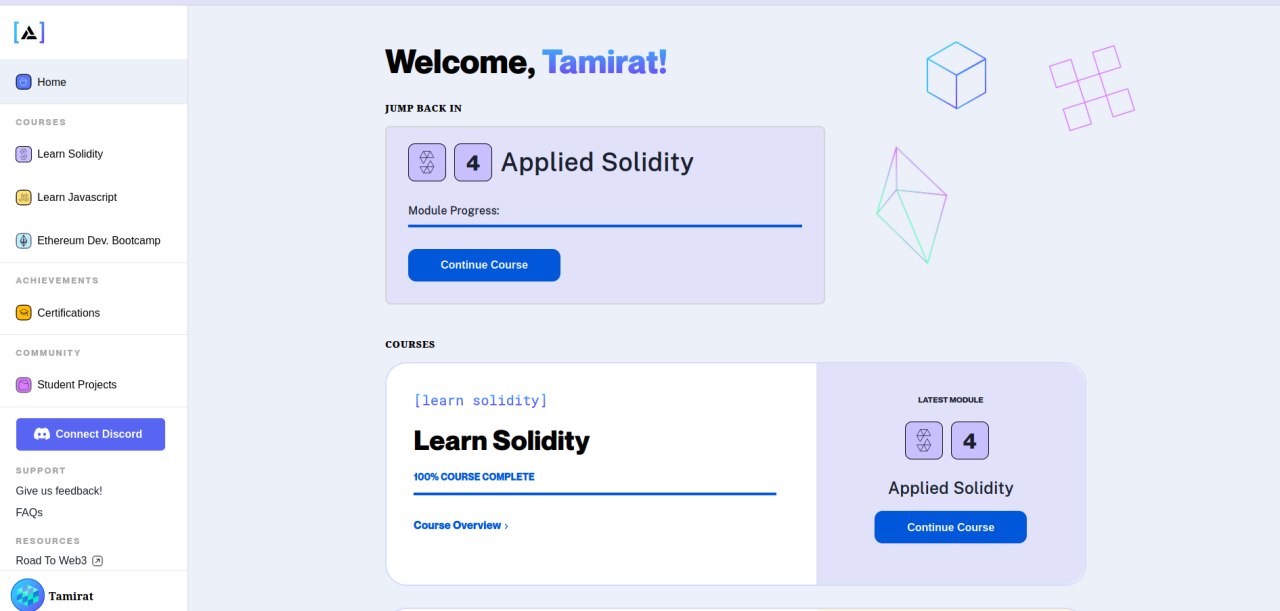 Home
COURSES
Learn Solidity
Learn Javascript
Ethereum Dev. Bootcamp
ACHIEVEMENTS
Certifications
COMMUNITY
Student Projects
Connect Discord
SUPPORT
Give us feedback!
FAQs
RESOURCES
Road To Web3
Tamirat
Welcome, Tamirat!
JUMP BACK IN
4 Applied Solidity
Module Progress:
Continue Course
COURSES
[learn solidity]
Learn Solidity
100% COURSE COMPLETE
Course Overview ›
LATEST MODULE
4
Applied Solidity
Continue Course